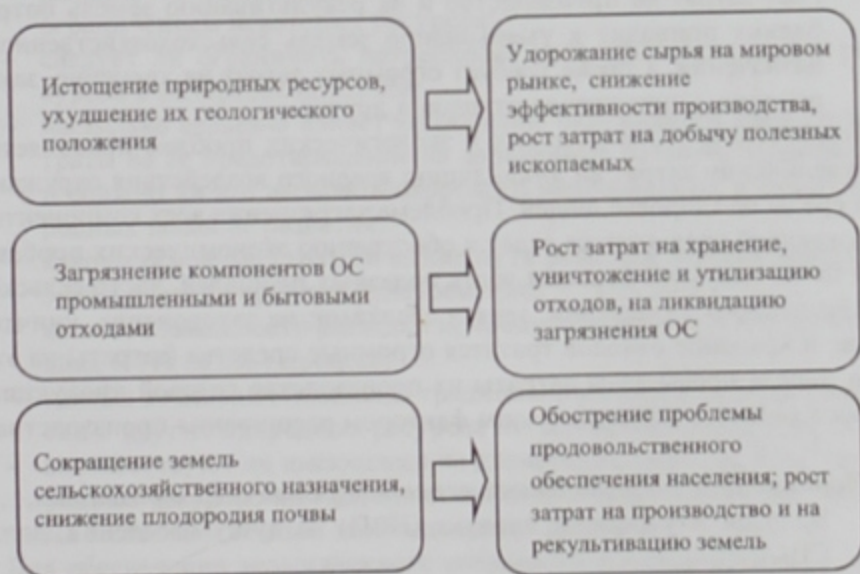 Истощение природных ресурсов,
ухудшение их геологического
положения
Удорожание сырья на мировом
рынке, снижение
эффективности производства,
рост затрат на добычу полезных
ископаемых
Загрязнение компонентов ОС
промышленными и бытовыми
отходами
Рост затрат на хранение,
уничтожение и утилизацию
отходов, на ликвидацию
загрязнения ОС
Сокращение земель
сельскохозяйственного назначения,
снижение плодородия почвы
Обострение проблемы
продовольственного
обеспечения населения; рост
затрат на производство и на
рекультивацию земель